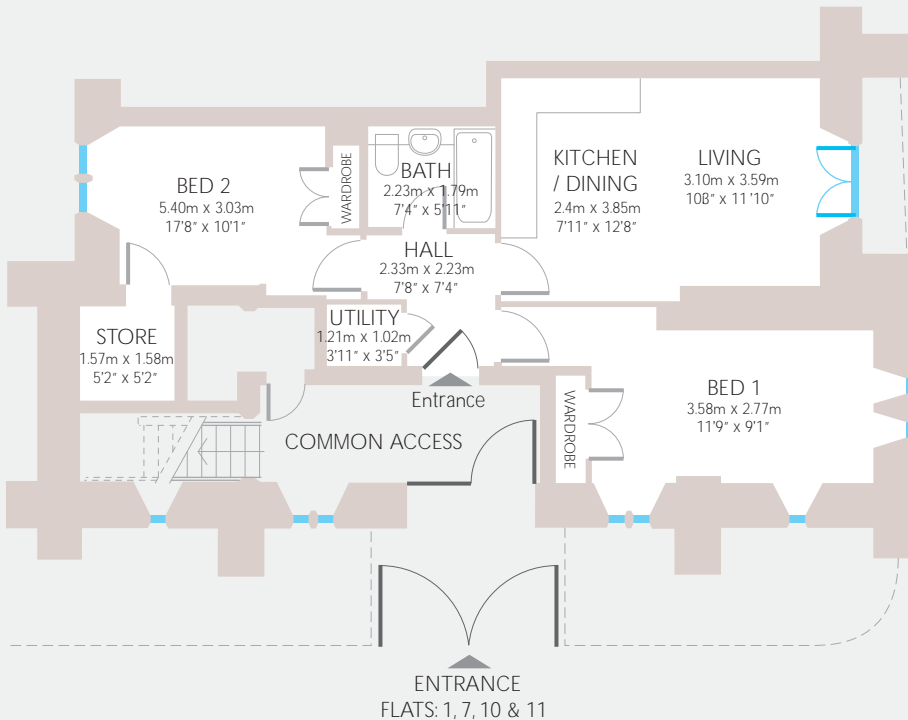 BED 2
5.40m x 3.03m
17'8" x 10'1"
WARDROBE
BATH
2.23m x 1.79m
7'4" x 5'11"
KITCHEN
/ DINING
2.4m x 3.85m
7'11" x 12'8"
LIVING
3.10m x 3.59m
10B" x 11'10"
HALL
2.33m x 2.23m
7'8" x 7'4"
UTILITY
1.21m x 1.02m
3'11" x 3'5"
STORE
1.57m x 1.58m
5'2" x 5'2"
Entrance
COMMON ACCESS
WARDROBE
BED 1
3.58m x 2.77m
11'9" x 9'1"
ENTRANCE
FLATS: 1, 7, 10 & 11